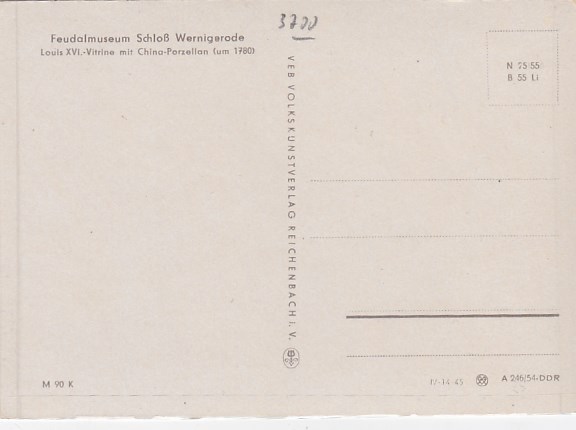 3700
Feudalmuseum Schloß Wernigerode
Louis XVI.-Vitrine mit China-Porzellan (um 1780)
N 55
B 55 Li
VEB VOLKSKUNSTVERLAG REICHENBACH i. V.
M 90 K
A 246/54-DDR